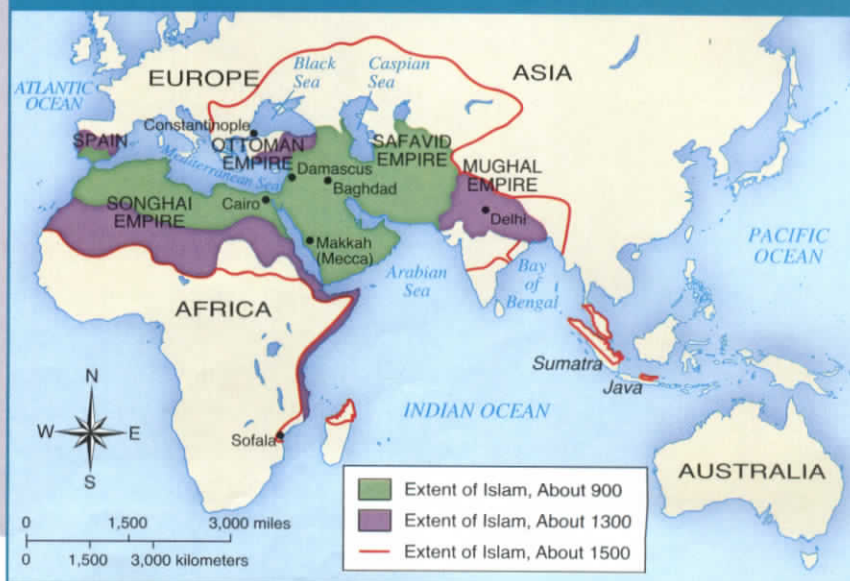 EUROPE
ASIA
Black
Sea
Caspian
Sea
ATLANTIC
OCEAN
Constantinople
SPAIN
OTTOMAN
EMPIRE
SAFAVID
EMPIRE
Mediterranean Sea
Damascus
Baghdad
MUGHAL
EMPIRE
SONGHAI
EMPIRE
Cairo
Delhi
Makkah
(Mecca)
PACIFIC
OCEAN
Arabian
Sea
Bay
of
Bengal
AFRICA
Sumatra
Java
N
W
E
S
INDIAN OCEAN
Sofala
AUSTRALIA
Extent of Islam, About 900
Extent of Islam, About 1300
Extent of Islam, About 1500
0 1,500 3,000 miles
0 1,500 3,000 kilometers